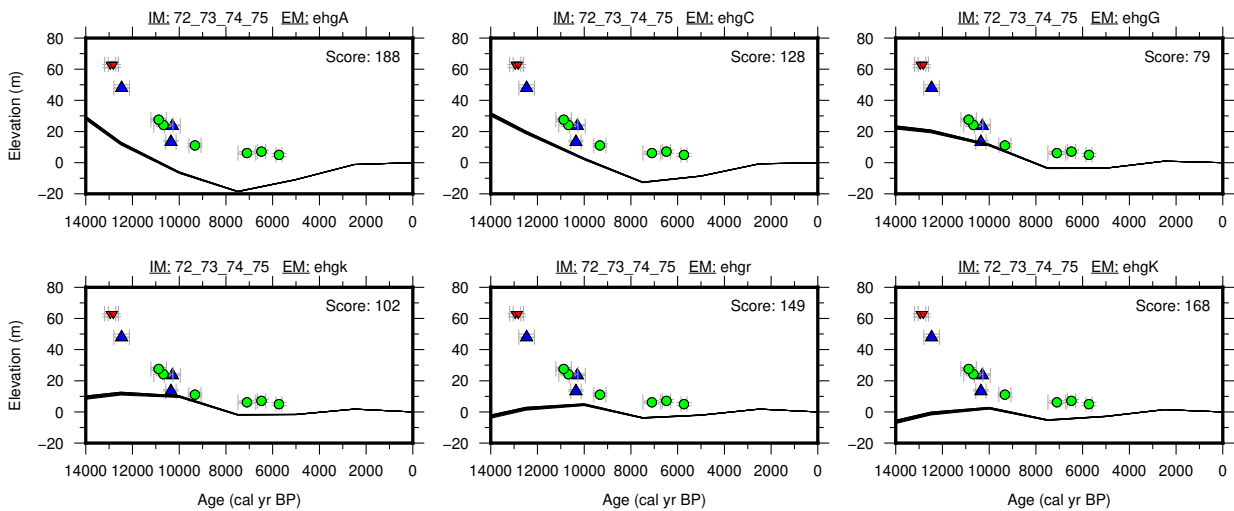 IM: 72_73_74_75 EM: ehgA
IM: 72_73_74_75 EM: ehgC
IM: 72_73_74_75 EM: ehgG
Elevation (m)
80
60
40
20
0
−20
Score: 188
14000 12000 10000 8000 6000 4000 2000 0
80
60
40
20
0
−20
Score: 128
14000 12000 10000 8000 6000 4000 2000 0
80
60
40
20
0
−20
Score: 79
14000 12000 10000 8000 6000 4000 2000 0
IM: 72_73_74_75 EM: ehgk
IM: 72_73_74_75 EM: ehgr
IM: 72_73_74_75 EM: ehgK
Elevation (m)
80
60
40
20
0
−20
Score: 102
14000 12000 10000 8000 6000 4000 2000 0
Age (cal yr BP)
80
60
40
20
0
−20
Score: 149
14000 12000 10000 8000 6000 4000 2000 0
Age (cal yr BP)
80
60
40
20
0
−20
Score: 168
14000 12000 10000 8000 6000 4000 2000 0
Age (cal yr BP)